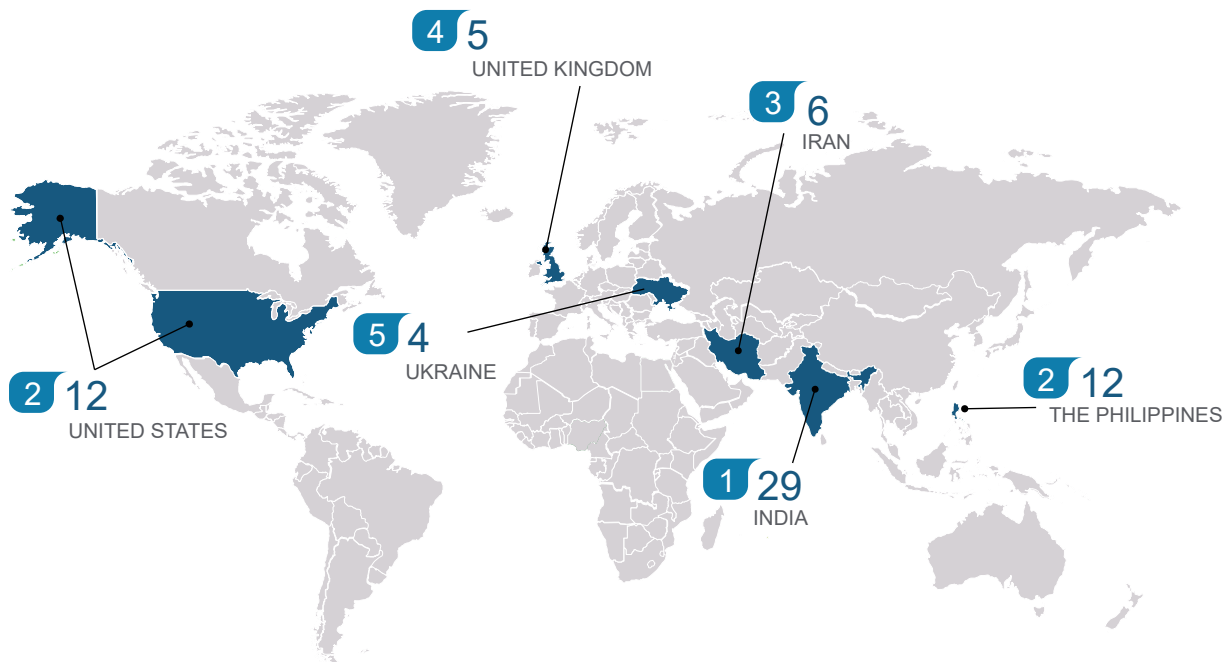 4 5
UNITED KINGDOM
3 6
IRAN
5 4
UKRAINE
2 12
UNITED STATES
2 12
THE PHILIPPINES
1 29
INDIA